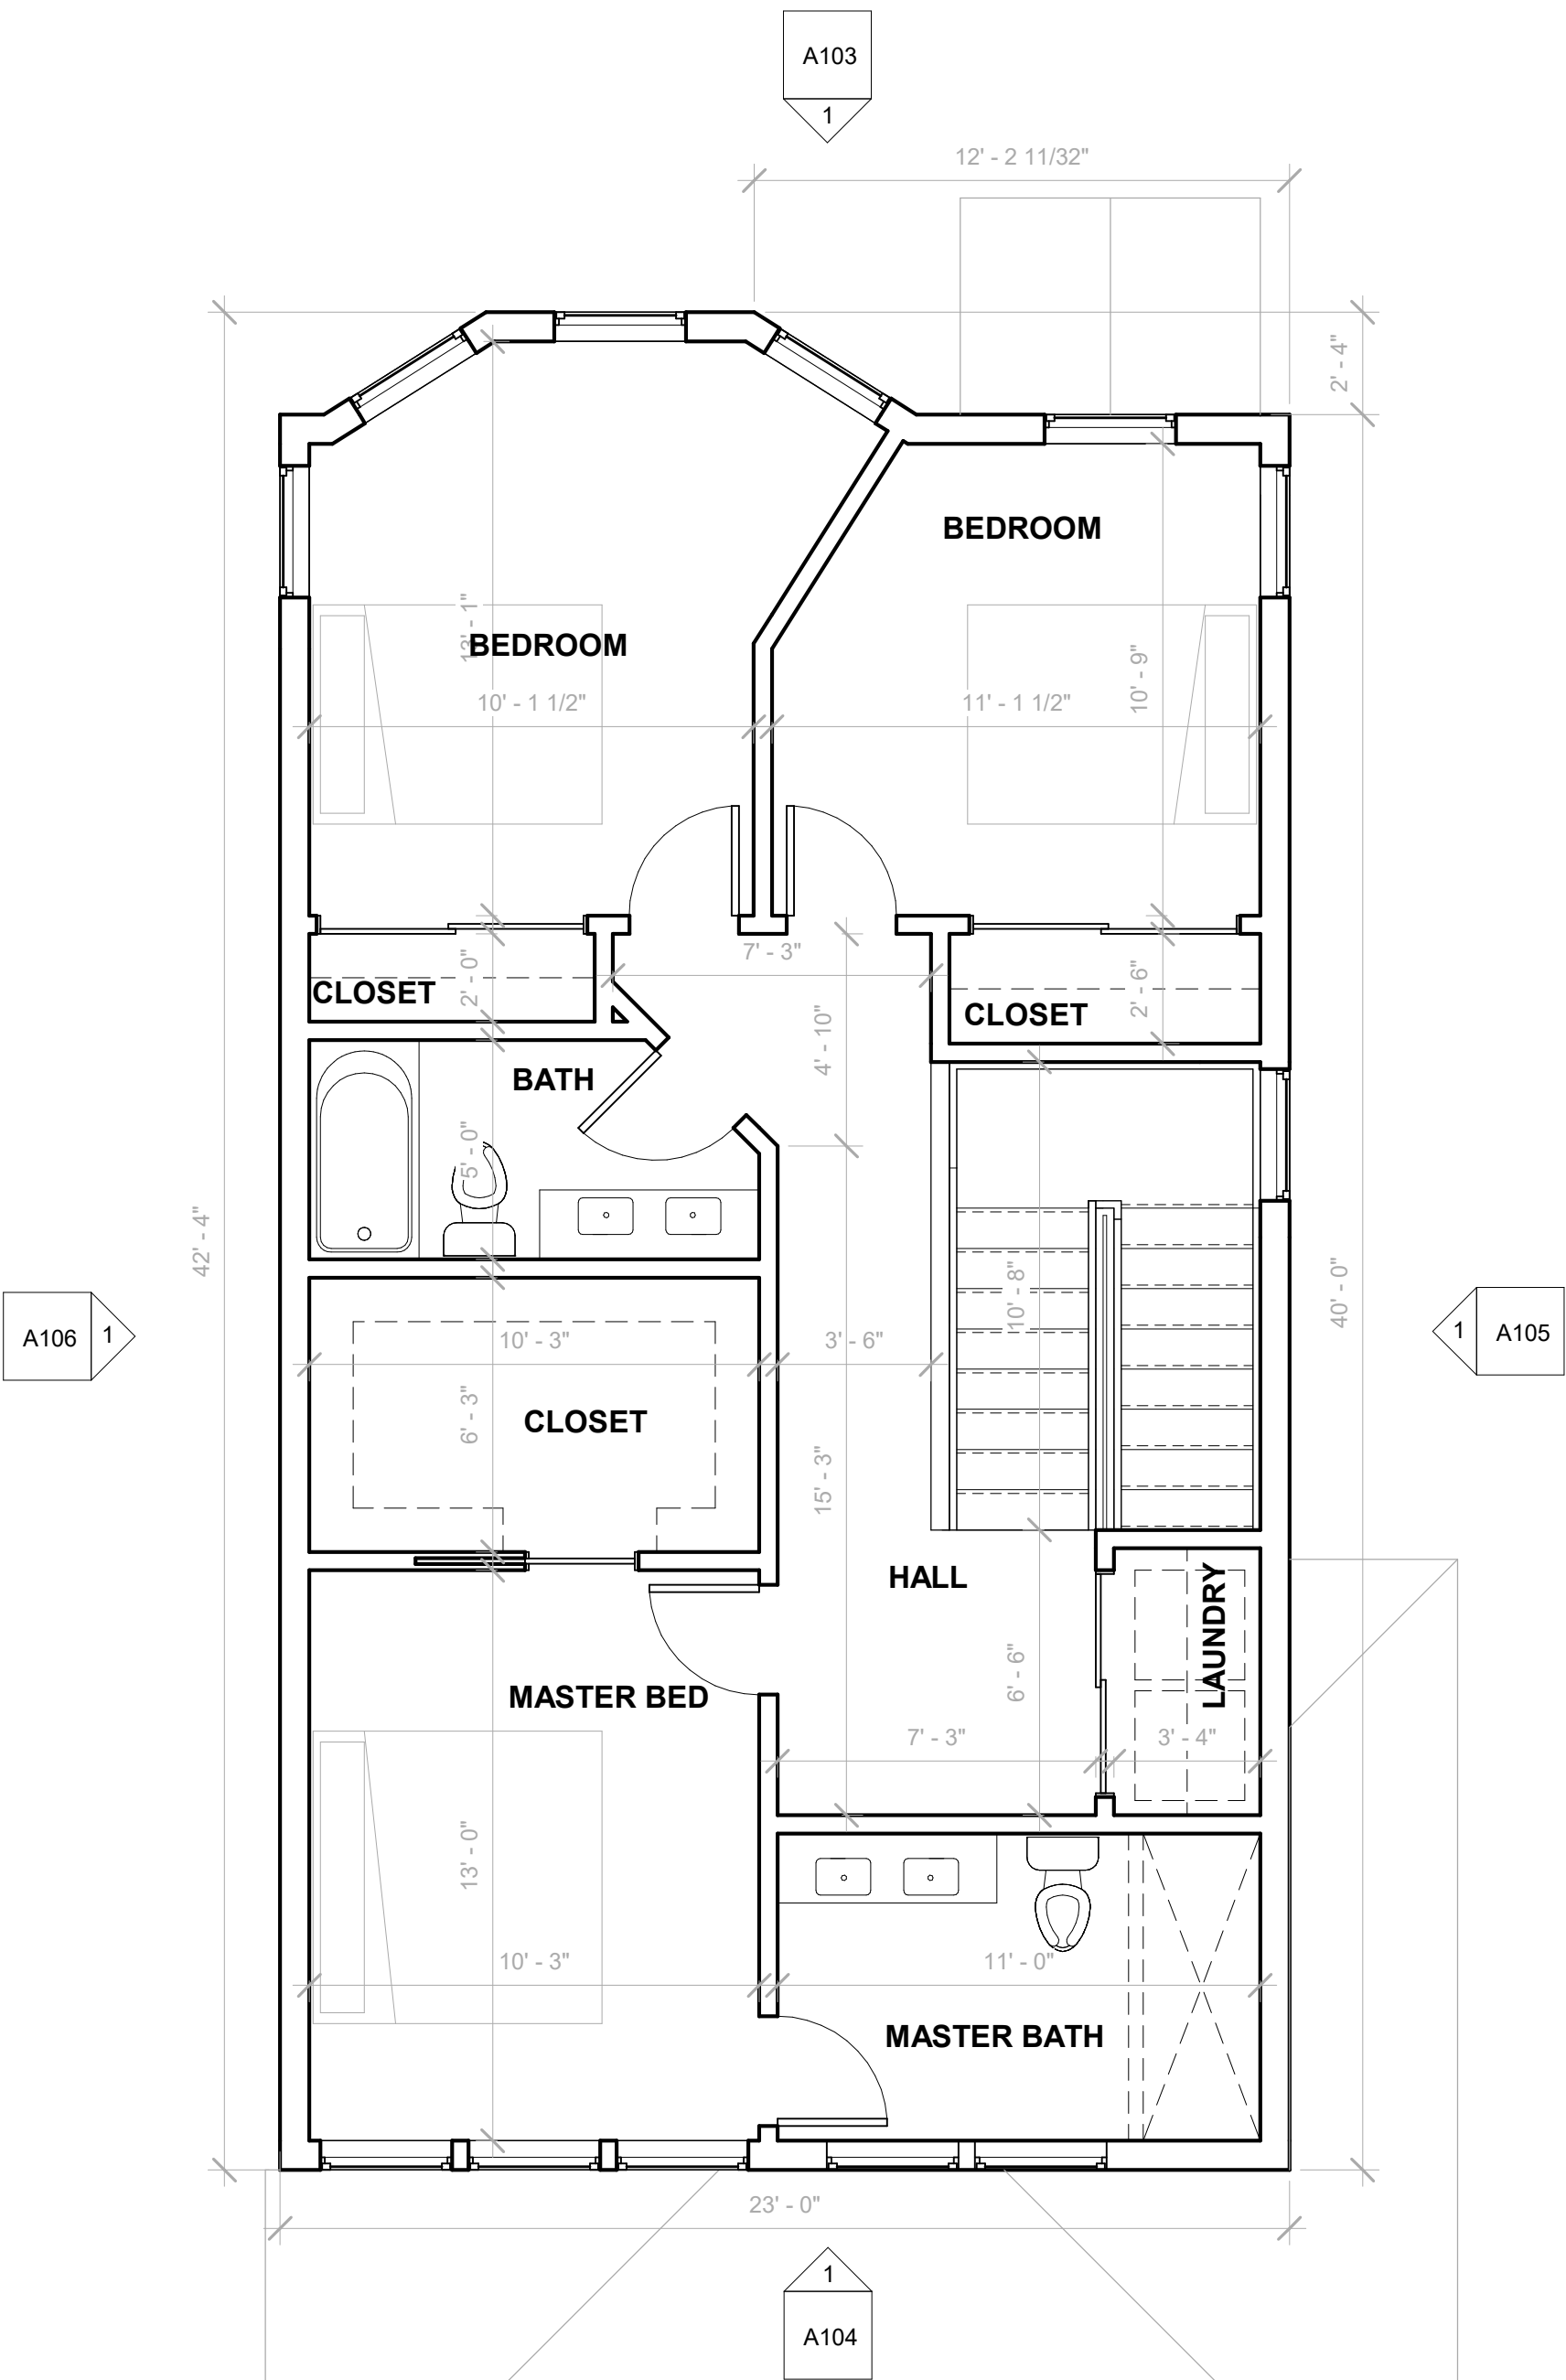 A103
1
12' - 2 11/32"
2' - 4"
BEDROOM
13' - 1"
BEDROOM
10' - 9"
10' - 1 1/2"
11' - 1 1/2"
7' - 3"
2' - 0"
CLOSET
2' - 6"
CLOSET
4' - 10"
BATH
5' - 0"
42' - 4"
10' - 8"
40' - 0"
A106
1
1
A105
10' - 3"
3' - 6"
6' - 3"
CLOSET
15' - 3"
HALL
LAUNDRY
6' - 6"
MASTER BED
7' - 3"
3' - 4"
13' - 0"
10' - 3"
11' - 0"
MASTER BATH
23' - 0"
1
A104